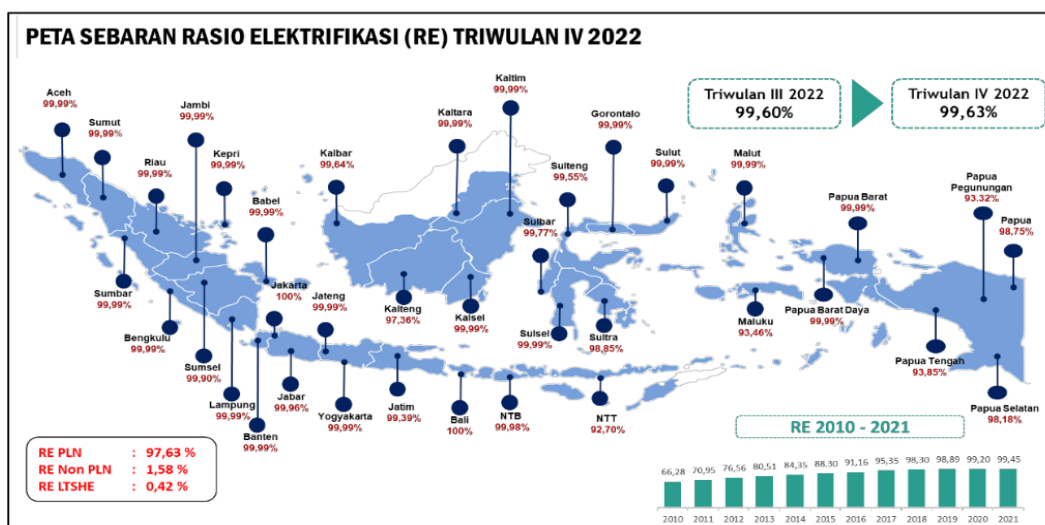 PETA SEBARAN RASIO ELEKTRIFIKASI (RE) TRIWULAN IV 2022
Triwulan III 2022
99,60%
Triwulan IV 2022
99,63%
Aceh
99,99%
Sumut
99,99%
Riau
99,99%
Jambi
99,99%
Kepri
99,99%
Babel
99,99%
Kalbar
99,64%
Kaltara
99,99%
Kaltim
99,99%
Gorontalo
99,99%
Sulteng
99,55%
Sulbar
99,77%
Sulut
99,99%
Malut
99,99%
Papua Barat
99,99%
Papua
Pegunungan
93.32%
Papua
98,75%
Sumbar
99,99%
Bengkulu
99,99%
Sumsel
99,90%
Lampung
99,99%
Banten
99,99%
Jakarta
100%
Jabar
99,96%
Jateng
99,99%
Yogyakarta
99,99%
Jatim
99,39%
Bali
100%
NTB
99,98%
NTT
92,70%
Kalteng
97,36%
Kalsel
99,99%
Sulsel
99,99%
Sultra
98,85%
Maluku
93,46%
Papua Barat Daya
99,99%
Papua Tengah
93,85%
Papua Selatan
98,18%
RE PLN : 97,63 %
RE Non PLN : 1,58 %
RE LTSHE : 0,42 %
RE 2010 - 2021
66,28 70,95 76,56 80,51 84,35 88,30 91,16 95,35 98,30 98,89 99,20 99,45
2010 2011 2012 2013 2014 2015 2016 2017 2018 2019 2020 2021